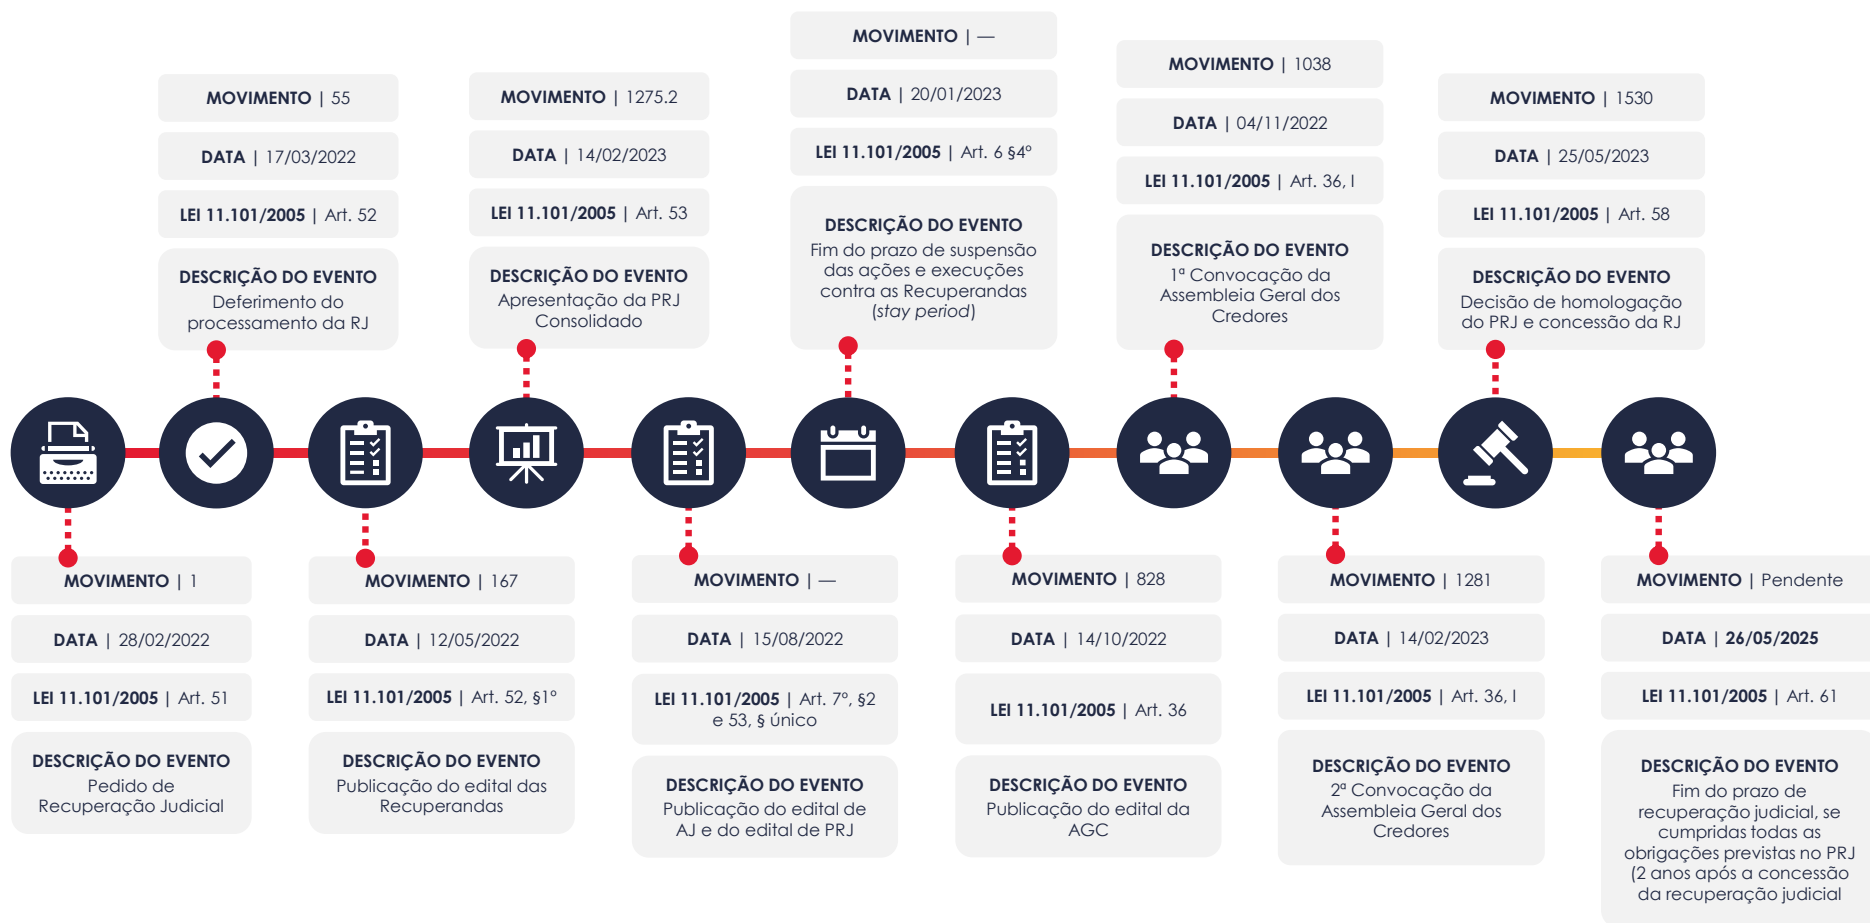 MOVIMENTO | 1
DATA | 28/02/2022
LEI 11.101/2005 | Art. 51
DESCRIÇÃO DO EVENTO
Pedido de
Recuperação Judicial
MOVIMENTO | 55
DATA | 17/03/2022
LEI 11.101/2005 | Art. 52
DESCRIÇÃO DO EVENTO
Deferimento do
processamento da RJ
MOVIMENTO | 167
DATA | 12/05/2022
LEI 11.101/2005 | Art. 52, §1º
DESCRIÇÃO DO EVENTO
Publicação do edital das
Recuperandas
MOVIMENTO | 1275.2
DATA | 14/02/2023
LEI 11.101/2005 | Art. 53
DESCRIÇÃO DO EVENTO
Apresentação da PRJ
Consolidado
MOVIMENTO | —
DATA | 15/08/2022
LEI 11.101/2005 | Art. 7º, §2
e 53, § único
DESCRIÇÃO DO EVENTO
Publicação do edital de
AJ e do edital de PRJ
MOVIMENTO | —
DATA | 20/01/2023
LEI 11.101/2005 | Art. 6 §4º
DESCRIÇÃO DO EVENTO
Fim do prazo de suspensão
das ações e execuções
contra as Recuperandas
(stay period)
MOVIMENTO | 828
DATA | 14/10/2022
LEI 11.101/2005 | Art. 36
DESCRIÇÃO DO EVENTO
Publicação do edital da
AGC
MOVIMENTO | 1038
DATA | 04/11/2022
LEI 11.101/2005 | Art. 36, I
DESCRIÇÃO DO EVENTO
1ª Convocação da
Assembleia Geral dos
Credores
MOVIMENTO | 1281
DATA | 14/02/2023
LEI 11.101/2005 | Art. 36, I
DESCRIÇÃO DO EVENTO
2ª Convocação da
Assembleia Geral dos
Credores
MOVIMENTO | 1530
DATA | 25/05/2023
LEI 11.101/2005 | Art. 58
DESCRIÇÃO DO EVENTO
Decisão de homologação
do PRJ e concessão da RJ
MOVIMENTO | Pendente
DATA | 26/05/2025
LEI 11.101/2005 | Art. 61
DESCRIÇÃO DO EVENTO
Fim do prazo de
recuperação judicial, se
cumpridas todas as
obrigações previstas no PRJ
(2 anos após a concessão
da recuperação judicial